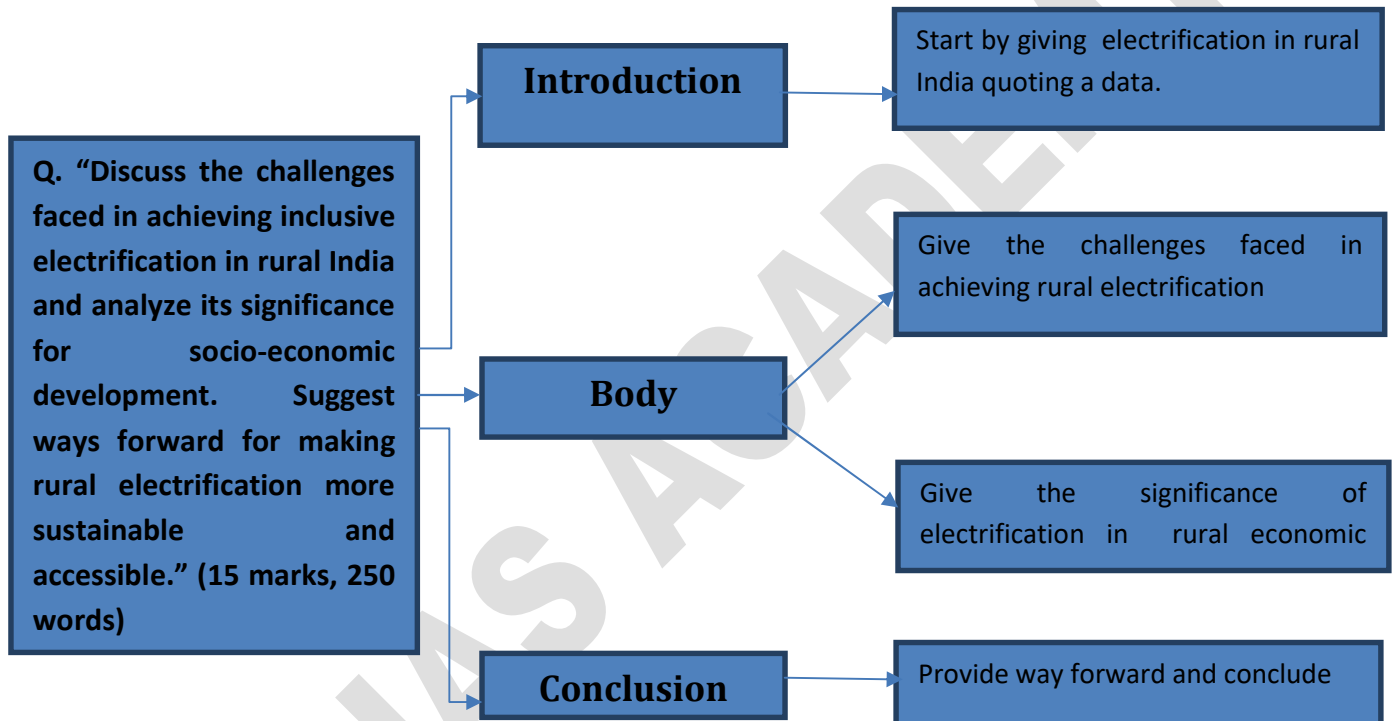 Q. “Discuss the challenges
faced in achieving inclusive
electrification in rural India
and analyze its significance
for socio-economic
development. Suggest
ways forward for making
rural electrification more
sustainable and
accessible.” (15 marks, 250
words)
Introduction
Start by giving electrification in rural
India quoting a data.
Body
Give the challenges faced in
achieving rural electrification
Give the significance of
electrification in rural economic
Conclusion
Provide way forward and conclude
IAS ACADE